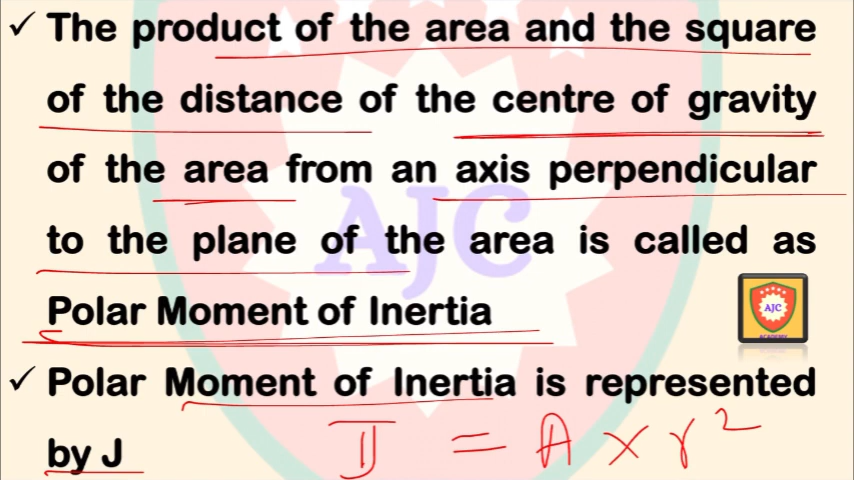 ✓ The product of the area and the square
of the distance of the centre of gravity
of the area from an axis perpendicular
to the plane of the area is called as
Polar Moment of Inertia
✓ Polar Moment of Inertia is represented
by J
J = A × r²
AJC
AJC
ACADEMY